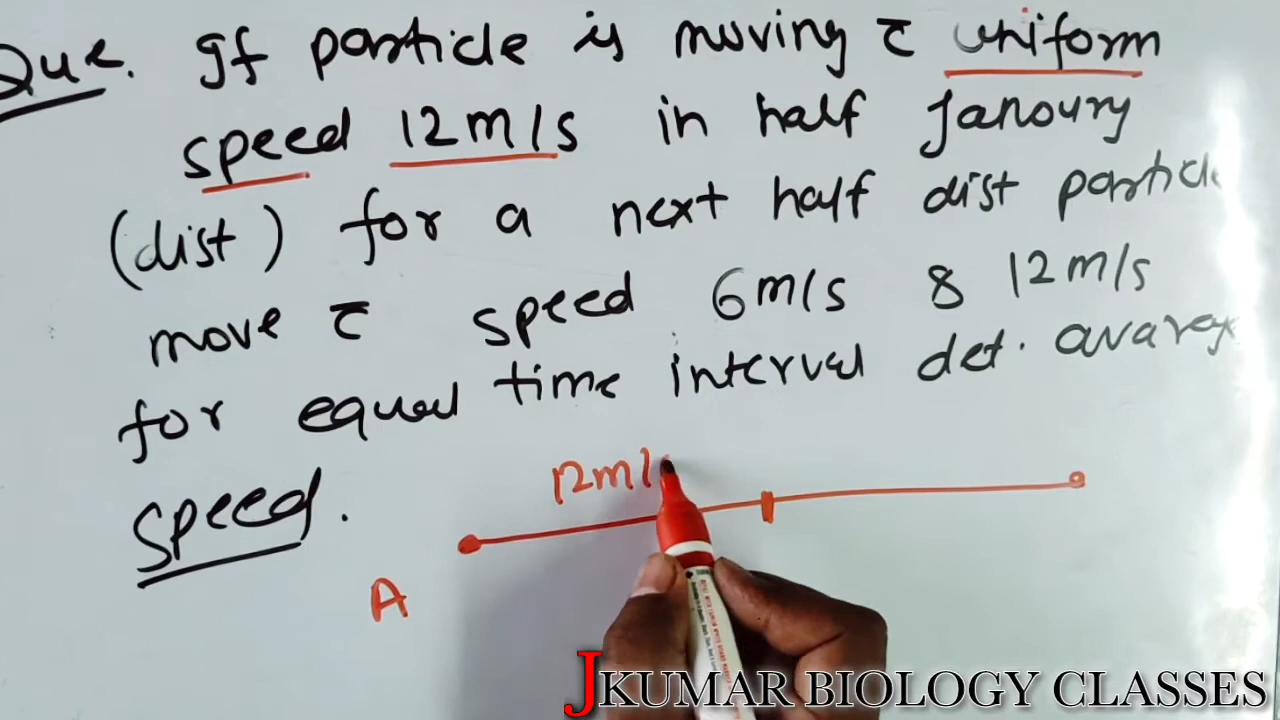 Que. If particle is moving c̄ uniform
speed 12m/s in half Janoury
(dist) for a next half dist particle
move c̄ speed 6m/s & 12m/s
for equal time interval det. avarage
speed.
12m/s
A
JKUMAR BIOLOGY CLASSES